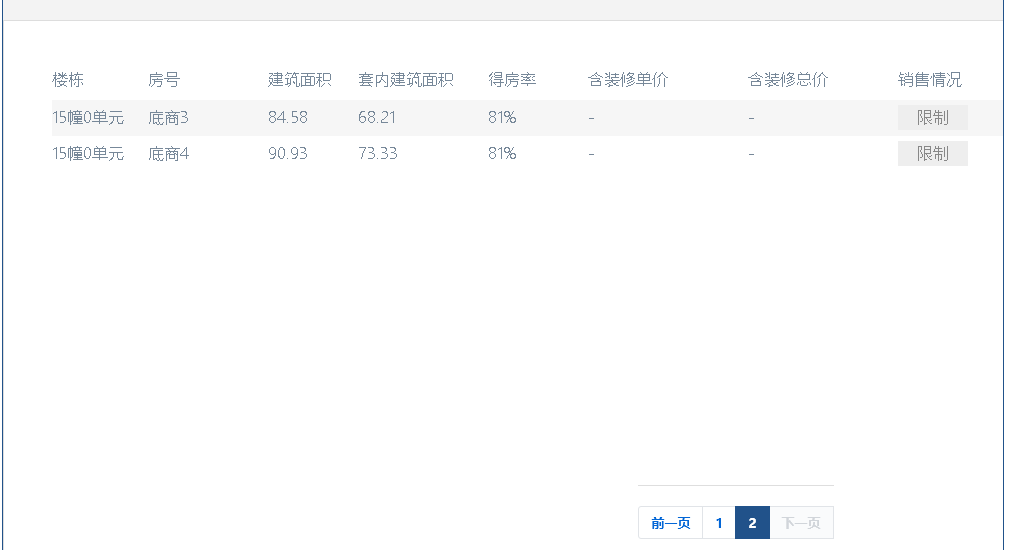 楼栋 房号 建筑面积 套内建筑面积 得房率 含装修单价 含装修总价 销售情况
15幢0单元 底商3 84.58 68.21 81% - - 限制
15幢0单元 底商4 90.93 73.33 81% - - 限制
前一页 1 2 下一页